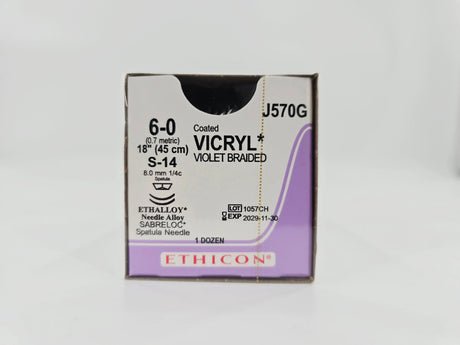 J570G
6-0
(0.7 metric)
18" (45 cm)
S-14
8.0 mm 1/4c
Spatula
ETHALLOY*
Needle Alloy
SABRELOC*
Spatula Needle
Coated
VICRYL*
VIOLET BRAIDED
LOT 1057CH
EXP 2029-11-30
1 DOZEN
ETHICON®